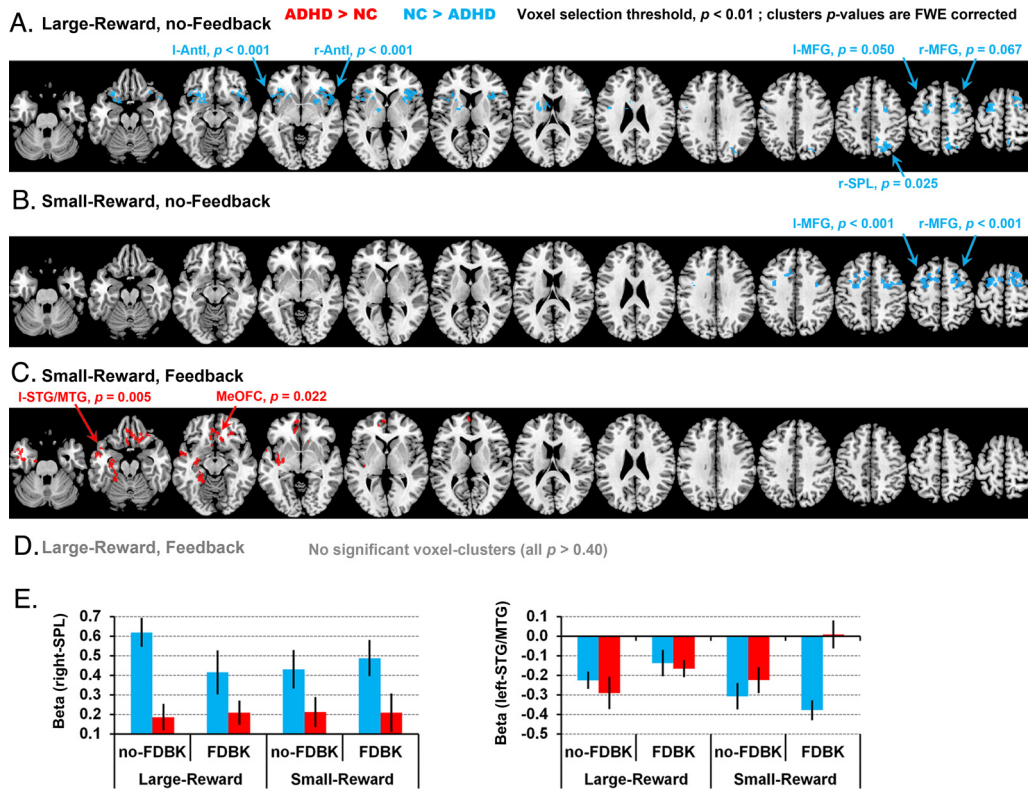 ADHD > NC NC > ADHD Voxel selection threshold, p < 0.01 ; clusters p-values are FWE corrected
A. Large-Reward, no-Feedback
l-AntI, p < 0.001 r-AntI, p < 0.001 l-MFG, p = 0.050 r-MFG, p = 0.067
r-SPL, p = 0.025
B. Small-Reward, no-Feedback
l-MFG, p < 0.001 r-MFG, p < 0.001
C. Small-Reward, Feedback
l-STG/MTG, p = 0.005 MeOFC, p = 0.022
D. Large-Reward, Feedback No significant voxel-clusters (all p > 0.40)
E.
Beta (right-SPL)
0.7
0.6
0.5
0.4
0.3
0.2
0.1
no-FDBK FDBK no-FDBK FDBK
Large-Reward Small-Reward
Beta (left-STG/MTG)
0.1
0.0
-0.1
-0.2
-0.3
-0.4
-0.5
no-FDBK FDBK no-FDBK FDBK
Large-Reward Small-Reward